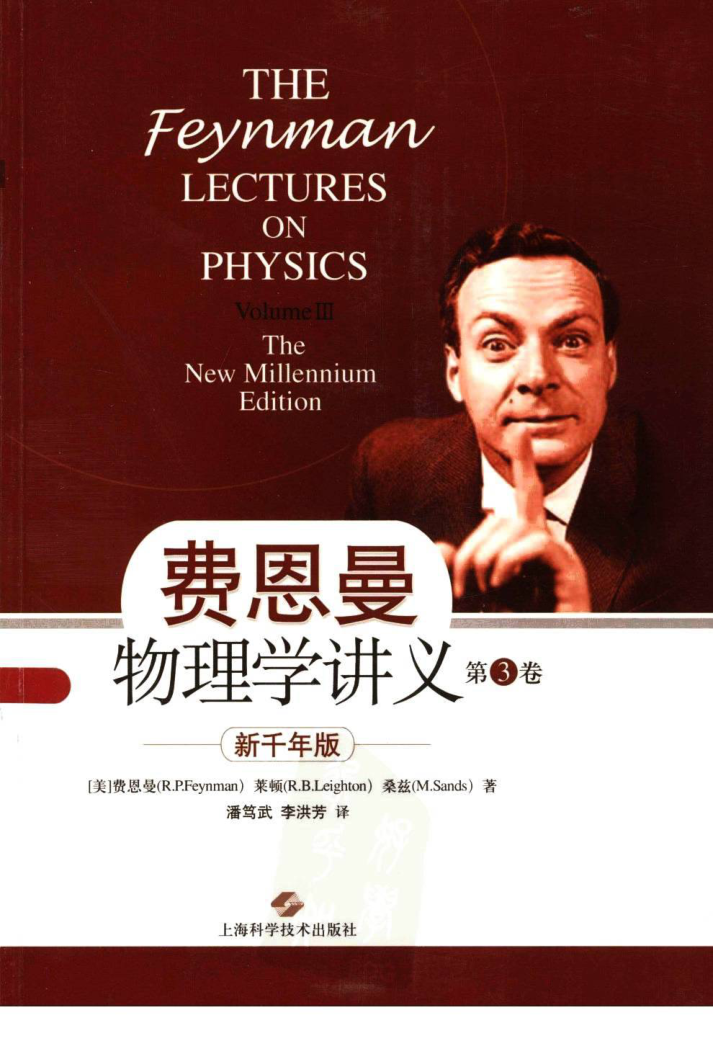 THE
Feynman
LECTURES
ON
PHYSICS
Volume III
The
New Millennium
Edition
费恩曼
物理学讲义 第3卷
新千年版
[美]费恩曼(R.P.Feynman) 莱顿(R.B.Leighton) 桑兹(M.Sands) 著
潘笃武 李洪芳 译
上海科学技术出版社